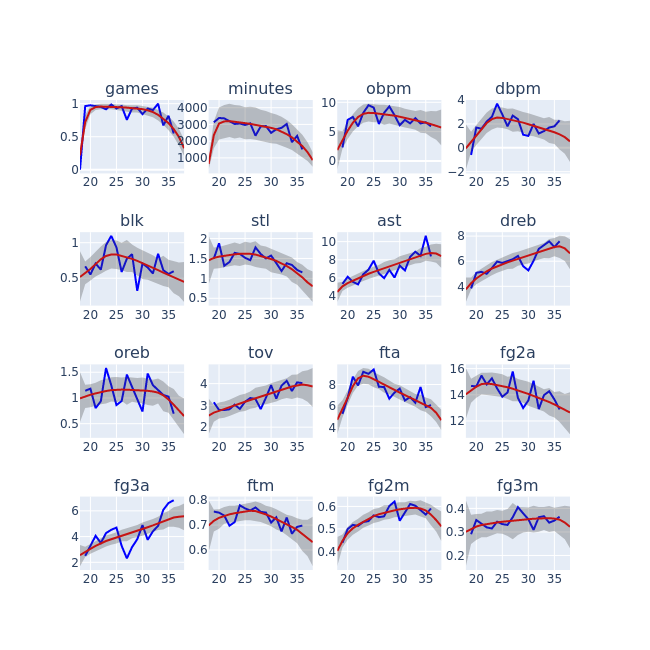 games minutes obpm dbpm
1 0.5 0 4000 3000 2000 1000 10 5 0 4 2 0 −2
20 25 30 35 20 25 30 35 20 25 30 35 20 25 30 35
blk stl ast dreb
1 0.5 2 1.5 1 0.5 10 8 6 4 8 6 4
20 25 30 35 20 25 30 35 20 25 30 35 20 25 30 35
oreb tov fta fg2a
1.5 1 0.5 4 3 2 8 6 4 16 14 12
20 25 30 35 20 25 30 35 20 25 30 35 20 25 30 35
fg3a ftm fg2m fg3m
6 4 2 0.8 0.7 0.6 0.6 0.5 0.4 0.4 0.3 0.2
20 25 30 35 20 25 30 35 20 25 30 35 20 25 30 35